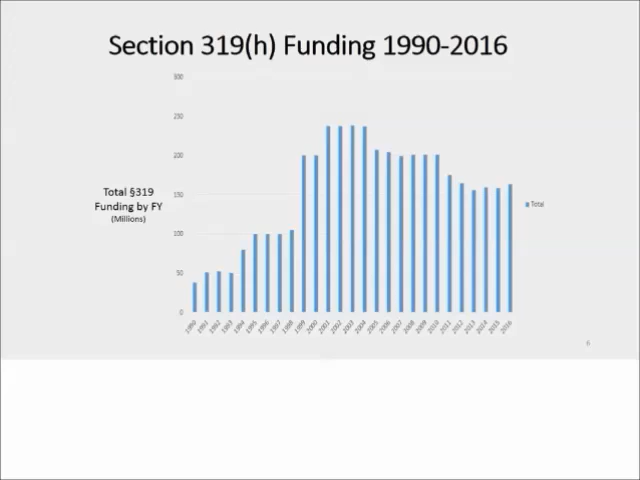 Section 319(h) Funding 1990-2016
300
250
200
150
100
50
0
Total §319
Funding by FY
(Millions)
Total
1990 1991 1992 1993 1994 1995 1996 1997 1998 1999 2000 2001 2002 2003 2004 2005 2006 2007 2008 2009 2010 2011 2012 2013 2014 2015 2016
6